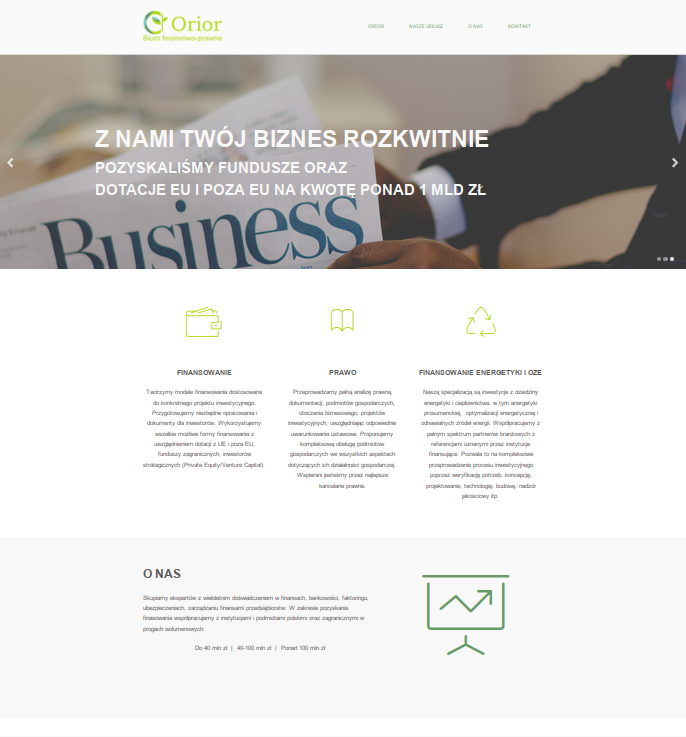 Orior
Biuro finansowo-prawne
ORIOR NASZE USŁUGI O NAS KONTAKT
Z NAMI TWÓJ BIZNES ROZKWITNIE
POZYSKALIŚMY FUNDUSZE ORAZ
DOTACJE EU I POZA EU NA KWOTĘ PONAD 1 MLD ZŁ
Business
FINANSOWANIE
Tworzymy modele finansowania dostosowane
do konkretnego projektu inwestycyjnego.
Przygotowujemy niezbędne opracowania i
dokumenty dla inwestorów. Wykorzystujemy
wszelkie możliwe formy finansowania z
uwzględnieniem dotacji z UE i poza EU,
funduszy zagranicznych, inwestorów
strategicznych (Private Equity/Venture Capital).
PRAWO
Przeprowadzamy pełną analizę prawną
dokumentacji, podmiotów gospodarczych,
otoczenia biznesowego, projektów
inwestycyjnych, uwzględniając odpowiednie
uwarunkowania ustawowe. Proponujemy
kompleksową obsługę podmiotów
gospodarczych we wszystkich aspektach
dotyczących ich działalności gospodarczej.
Wspierani jesteśmy przez najlepsze
kancelarie prawne.
FINANSOWANIE ENERGETYKI I OZE
Naszą specjalizacją są inwestycje z dziedziny
energetyki i ciepłownictwa, w tym energetyki
prosumenckiej, optymalizacji energetycznej i
odnawialnych źródeł energii. Współpracujemy z
pełnym spektrum partnerów branżowych z
referencjami uznanymi przez instytucje
finansujące. Pozwala to na kompleksowe
przeprowadzenie procesu inwestycyjnego
poprzez weryfikację potrzeb, koncepcję,
projektowanie, technologię, budowę, nadzór
jakościowy itp.
O NAS
Skupiamy ekspertów z wieloletnim doświadczeniem w finansach, bankowości, faktoringu,
ubezpieczeniach, zarządzaniu finansami przedsiębiorstw. W zakresie pozyskania
finasowania współpracujemy z instytucjami i podmiotami polskimi oraz zagranicznymi w
progach wolumenowych:
Do 40 mln zł | 40-100 mln zł | Ponad 100 mln zł